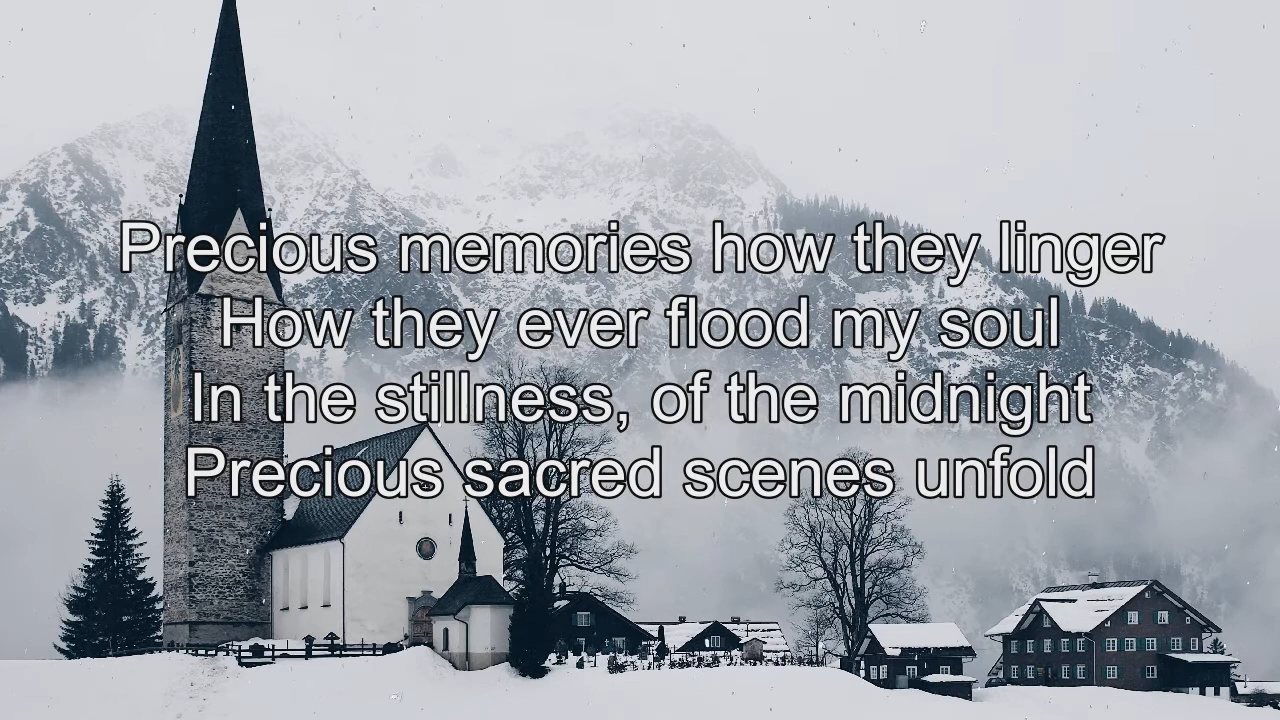 Precious memories how they linger
How they ever flood my soul
In the stillness, of the midnight
Precious sacred scenes unfold